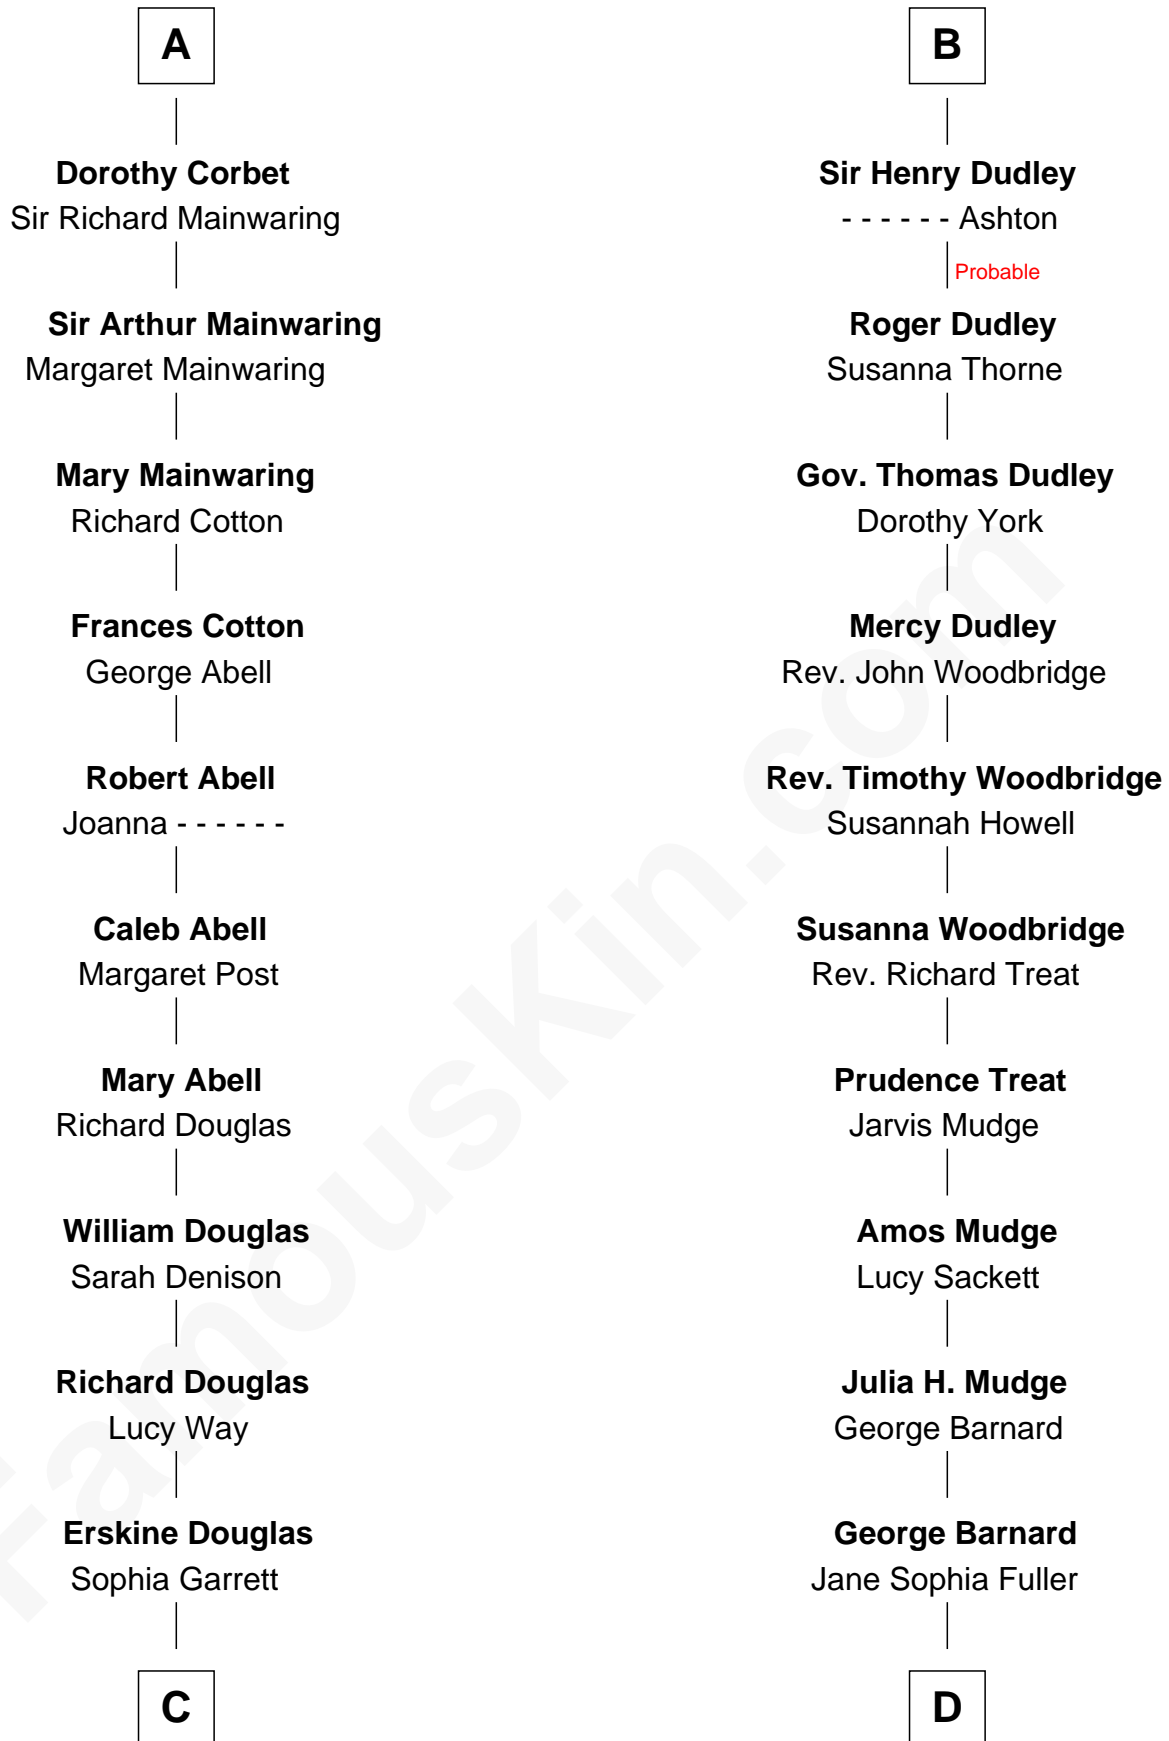 A
Dorothy Corbet
Sir Richard Mainwaring
Sir Arthur Mainwaring
Margaret Mainwaring
Mary Mainwaring
Richard Cotton
Frances Cotton
George Abell
Robert Abell
Joanna - - - - - -
Caleb Abell
Margaret Post
Mary Abell
Richard Douglas
William Douglas
Sarah Denison
Richard Douglas
Lucy Way
Erskine Douglas
Sophia Garrett
C
B
Sir Henry Dudley
- - - - - - Ashton
Probable
Roger Dudley
Susanna Thorne
Gov. Thomas Dudley
Dorothy York
Mercy Dudley
Rev. John Woodbridge
Rev. Timothy Woodbridge
Susannah Howell
Susanna Woodbridge
Rev. Richard Treat
Prudence Treat
Jarvis Mudge
Amos Mudge
Lucy Sackett
Julia H. Mudge
George Barnard
George Barnard
Jane Sophia Fuller
D
FamousKin.com